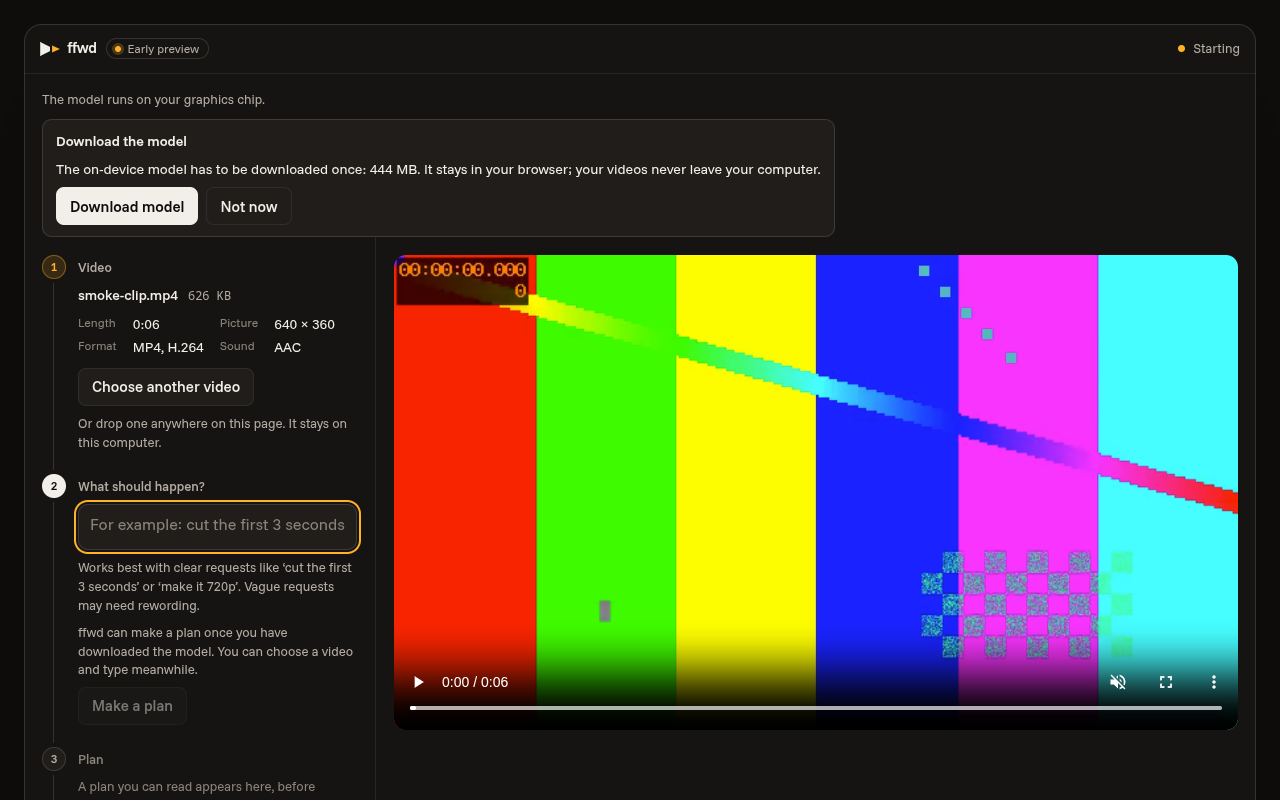 ffwd
Early preview
Starting
The model runs on your graphics chip.
Download the model
The on-device model has to be downloaded once: 444 MB. It stays in your browser; your videos never leave your computer.
Download model
Not now
1
Video
smoke-clip.mp4 626 KB
Length 0:06 Picture 640 × 360
Format MP4, H.264 Sound AAC
Choose another video
Or drop one anywhere on this page. It stays on
this computer.
2
What should happen?
For example: cut the first 3 seconds
Works best with clear requests like ‘cut the first
3 seconds’ or ‘make it 720p’. Vague requests
may need rewording.
ffwd can make a plan once you have
downloaded the model. You can choose a video
and type meanwhile.
Make a plan
3
Plan
A plan you can read appears here, before
00:00:00.000
0
0:00 / 0:06